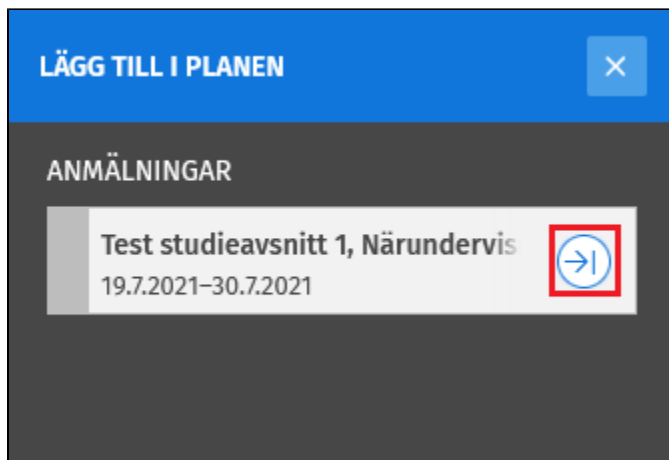 LÄGG TILL I PLANEN
ANMÄLNINGAR
Test studieavsnitt 1, Närundervis
19.7.2021–30.7.2021